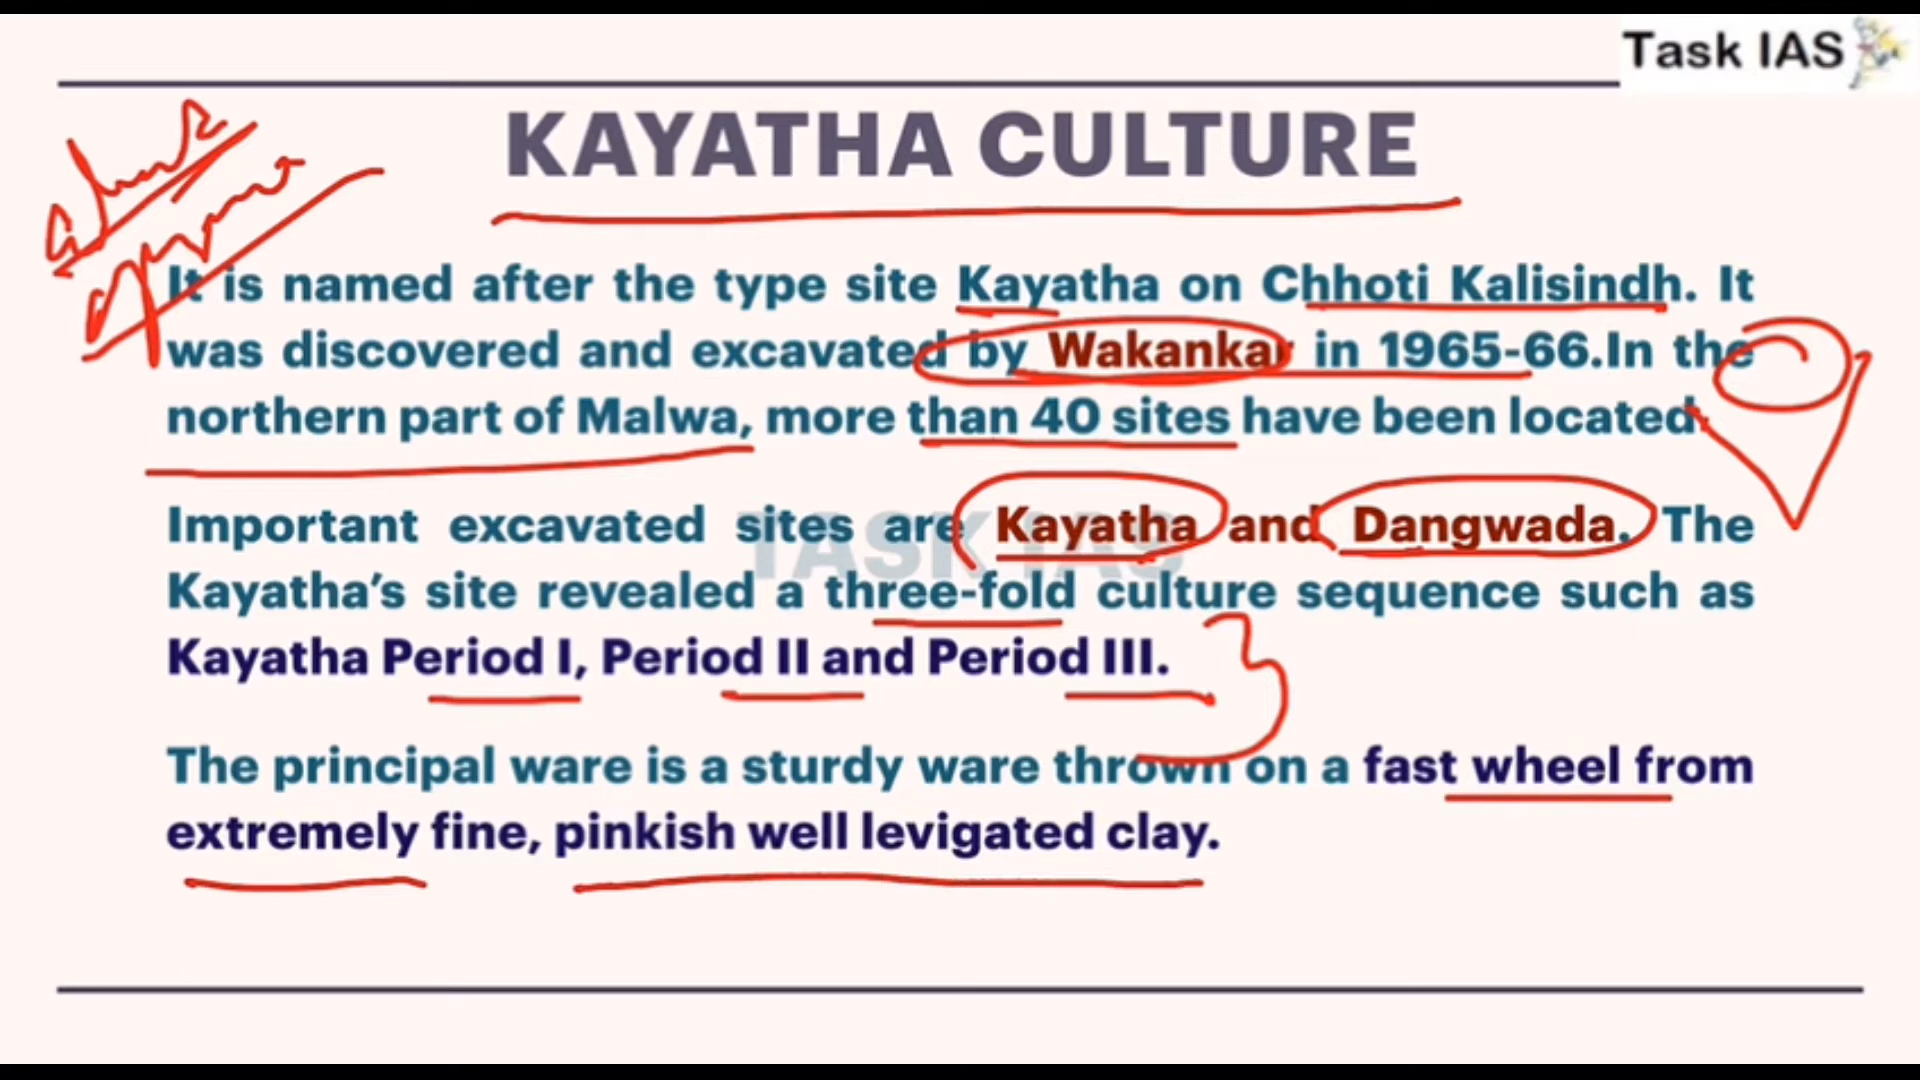 Task IAS
KAYATHA CULTURE
It is named after the type site Kayatha on Chhoti Kalisindh. It
was discovered and excavated by Wakankar in 1965-66.In the
northern part of Malwa, more than 40 sites have been located.
Important excavated sites are Kayatha and Dangwada. The
Kayatha’s site revealed a three-fold culture sequence such as
Kayatha Period I, Period II and Period III.
The principal ware is a sturdy ware thrown on a fast wheel from
extremely fine, pinkish well levigated clay.
TASK IAS